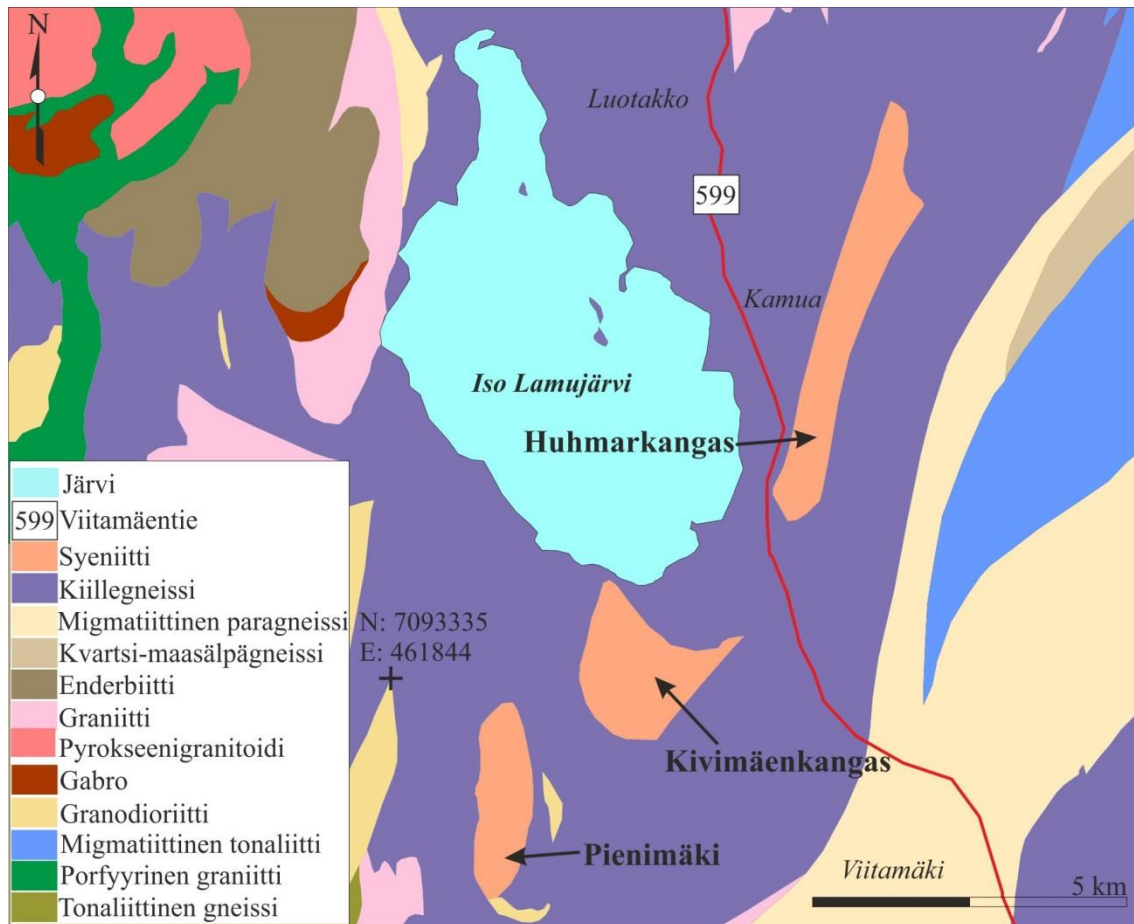 N
Luotakko
599
Kamua
Iso Lamujärvi
Huhmarkangas
Järvi
599 Viitamäentie
Syeniitti
Kiillegneissi
Migmatiittinen paragneissi
Kvartsi-maasälpägneissi
Enderbiitti
Graniitti
Pyrokseenigranitoidi
Gabro
Granodioriitti
Migmatiittinen tonaliitti
Porfyyrinen graniitti
Tonaliittinen gneissi
N: 7093335
E: 461844
Kivimäenkangas
Pienimäki
Viitamäki
5 km